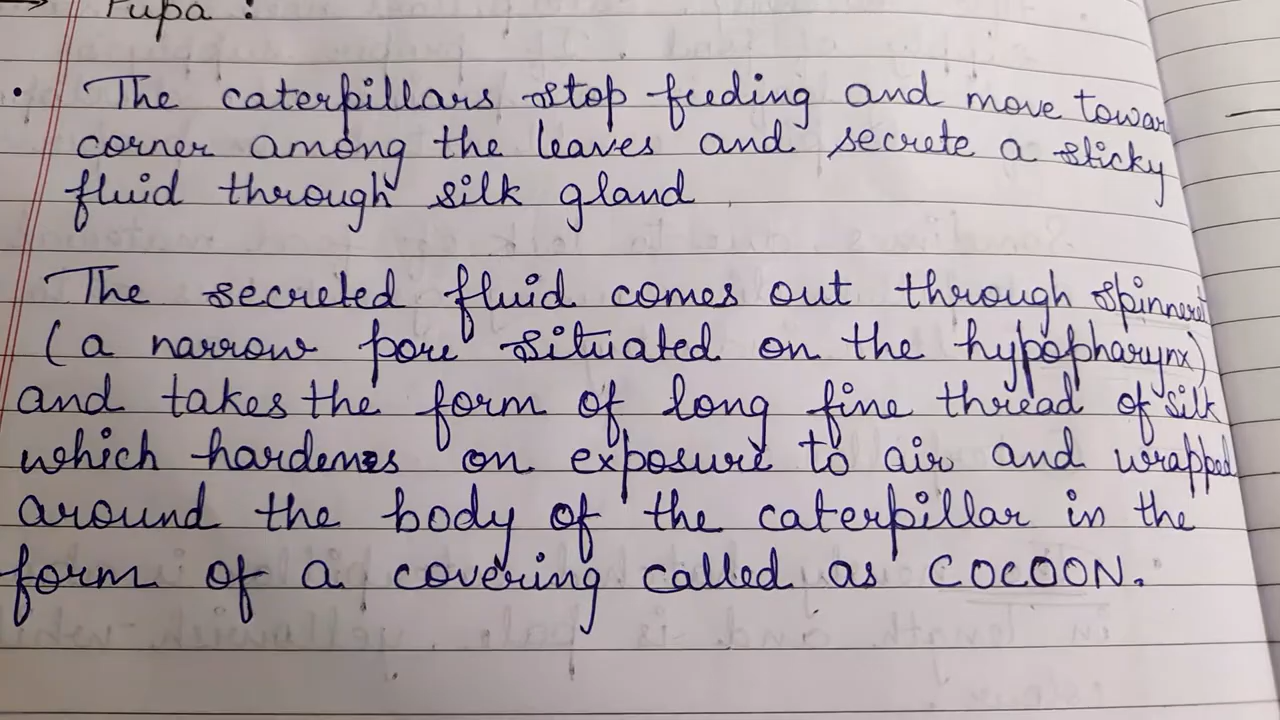 → Pupa :
• The caterpillars stop feeding and move towar
corner among the leaves and secrete a sticky
fluid through silk gland
The secreted fluid comes out through spinneret
(a narrow pore situated on the hypopharynx)
and takes the form of long fine thread of silk
which hardenes on exposure to air and wrapped
around the body of the caterpillar in the
form of a covering called as COCOON.